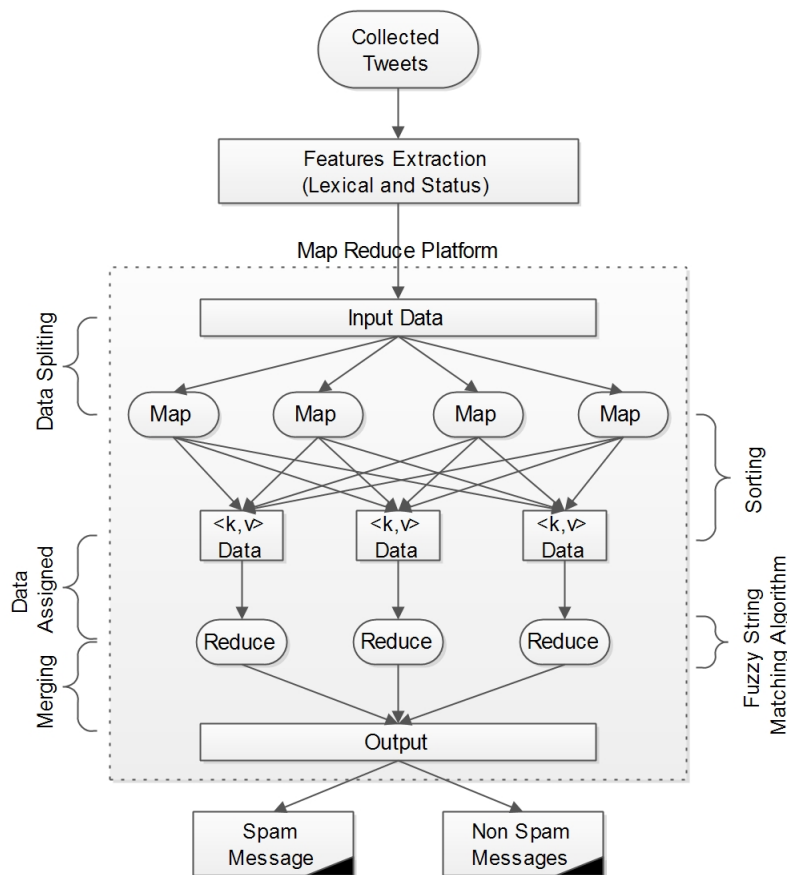 Collected
Tweets
Features Extraction
(Lexical and Status)
Map Reduce Platform
Input Data
Data Spliting
Map
Map
Map
Map
Sorting
<k,v>
Data
<k,v>
Data
<k,v>
Data
Data
Assigned
Reduce
Reduce
Reduce
Fuzzy String
Matching Algorithm
Merging
Output
Spam
Message
Non Spam
Messages